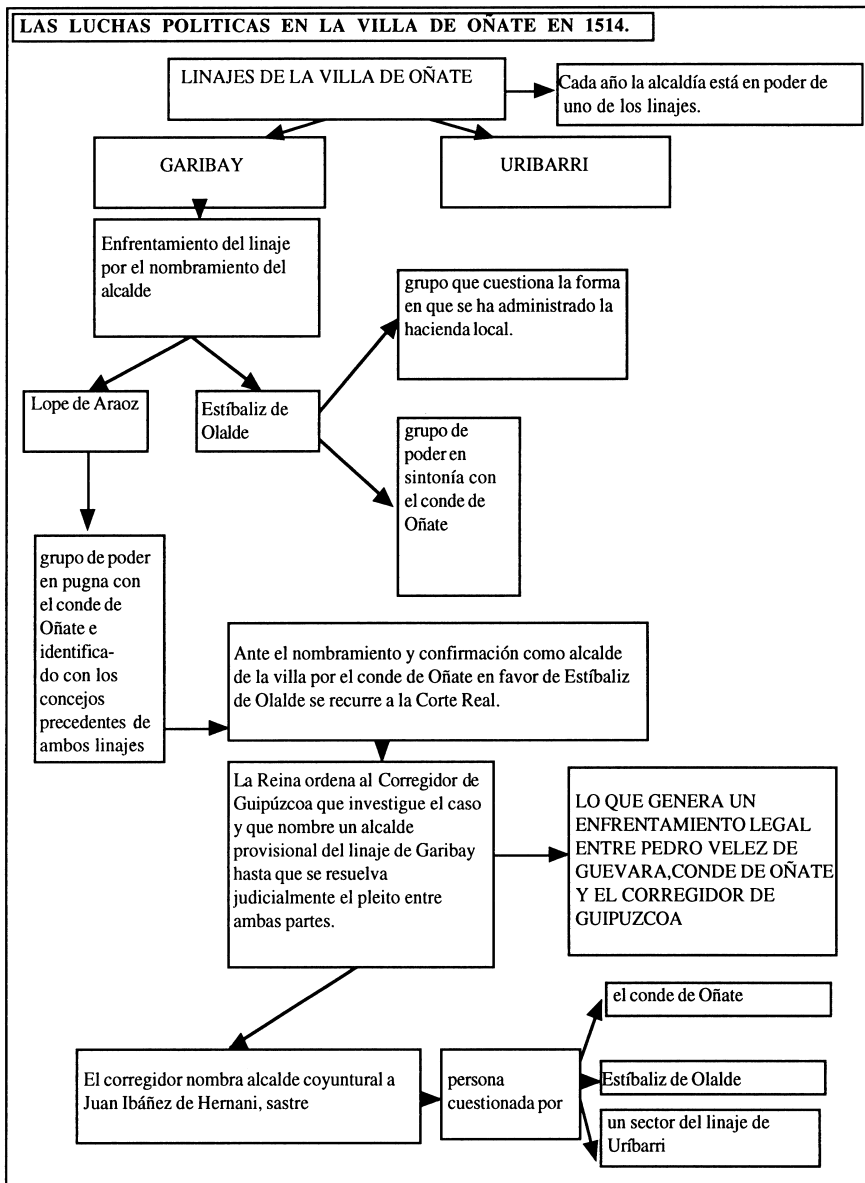 LAS LUCHAS POLITICAS EN LA VILLA DE OÑATE EN 1514.
LINAJES DE LA VILLA DE OÑATE
Cada año la alcaldía está en poder de
uno de los linajes.
GARIBAY
URIBARRI
Enfrentamiento del linaje
por el nombramiento del
alcalde
grupo que cuestiona la forma
en que se ha administrado la
hacienda local.
Lope de Araoz
Estíbaliz de
Olalde
grupo de
poder en
sintonía con
el conde de
Oñate
grupo de poder
en pugna con
el conde de
Oñate e
identifica-
do con los
concejos
precedentes de
ambos linajes
Ante el nombramiento y confirmación como alcalde
de la villa por el conde de Oñate en favor de Estíbaliz
de Olalde se recurre a la Corte Real.
La Reina ordena al Corregidor de
Guipúzcoa que investigue el caso
y que nombre un alcalde
provisional del linaje de Garibay
hasta que se resuelva
judicialmente el pleito entre
ambas partes.
LO QUE GENERA UN
ENFRENTAMIENTO LEGAL
ENTRE PEDRO VELEZ DE
GUEVARA,CONDE DE OÑATE
Y EL CORREGIDOR DE
GUIPUZCOA
El corregidor nombra alcalde coyuntural a
Juan Ibáñez de Hernani, sastre
persona
cuestionada por
el conde de Oñate
Estíbaliz de Olalde
un sector del linaje de
Uríbarri